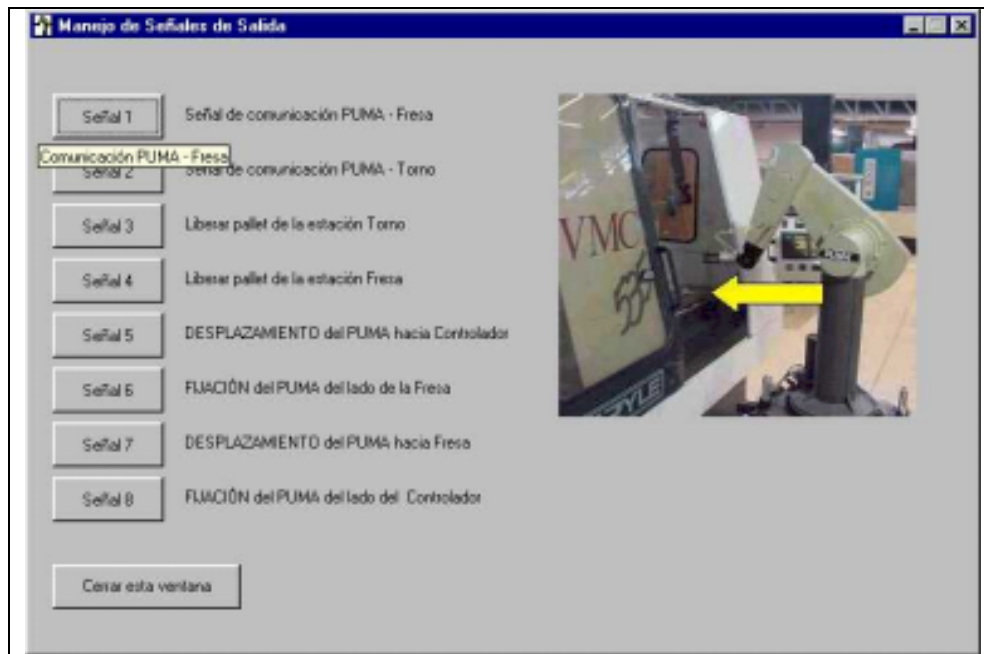 Manejo de Señales de Salida
Señal 1 Señal de comunicación PUMA - Fresa
Comunicación PUMA - Fresa
Señal 2 Señal de comunicación PUMA - Torno
Señal 3 Liberar pallet de la estación Torno
Señal 4 Liberar pallet de la estación Fresa
Señal 5 DESPLAZAMIENTO del PUMA hacia Controlador
Señal 6 FIJACIÓN del PUMA del lado de la Fresa
Señal 7 DESPLAZAMIENTO del PUMA hacia Fresa
Señal 8 FIJACIÓN del PUMA del lado del Controlador
Cerrar esta ventana
VMC
PUMA